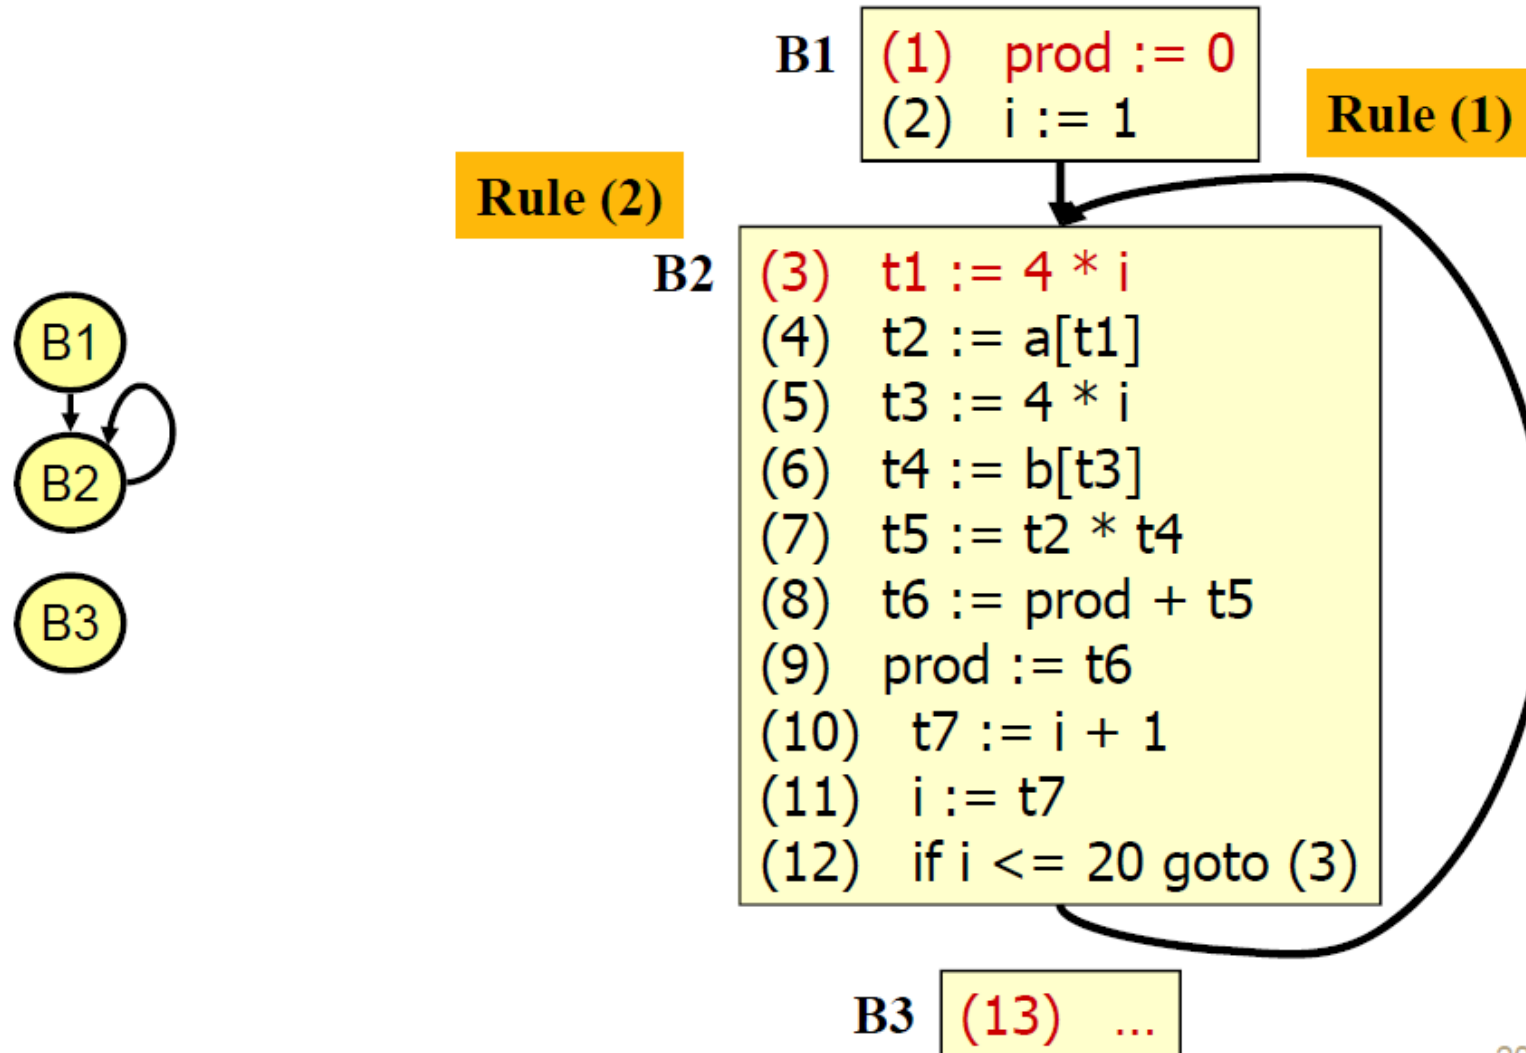 B1
(1) prod := 0
(2) i := 1
Rule (1)
Rule (2)
B2
(3) t1 := 4 * i
(4) t2 := a[t1]
(5) t3 := 4 * i
(6) t4 := b[t3]
(7) t5 := t2 * t4
(8) t6 := prod + t5
(9) prod := t6
(10) t7 := i + 1
(11) i := t7
(12) if i <= 20 goto (3)
B3
(13) ...
B1
B2
B3